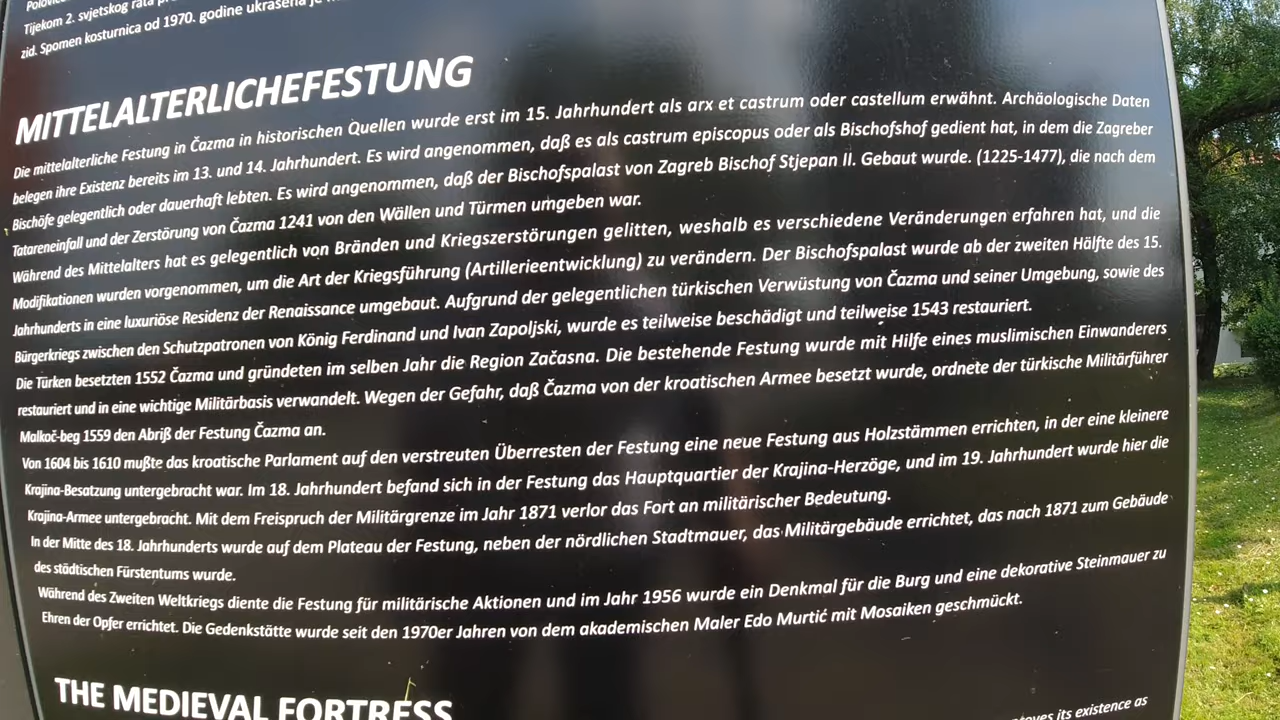 Tijekom 2. svjetskog rata
zid. Spomen kosturnica od 1970. godine ukrašena je
MITTELALTERLICHEFESTUNG
Die mittelalterliche Festung in Čazma in historischen Quellen wurde erst im 15. Jahrhundert als arx et castrum oder castellum erwähnt. Archäologische Daten
belegen ihre Existenz bereits im 13. und 14. Jahrhundert. Es wird angenommen, daß es als castrum episcopus oder als Bischofshof gedient hat, in dem die Zagreber
Bischöfe gelegentlich oder dauerhaft lebten. Es wird angenommen, daß der Bischofspalast von Zagreb Bischof Stjepan II. Gebaut wurde. (1225-1477), die nach dem
Tatareneinfall und der Zerstörung von Čazma 1241 von den Wällen und Türmen umgeben war.
Während des Mittelalters hat es gelegentlich von Bränden und Kriegszerstörungen gelitten, weshalb es verschiedene Veränderungen erfahren hat, und die
Modifikationen wurden vorgenommen, um die Art der Kriegsführung (Artillerieentwicklung) zu verändern. Der Bischofspalast wurde ab der zweiten Hälfte des 15.
Jahrhunderts in eine luxuriöse Residenz der Renaissance umgebaut. Aufgrund der gelegentlichen türkischen Verwüstung von Čazma und seiner Umgebung, sowie des
Bürgerkriegs zwischen den Schutzpatronen von König Ferdinand und Ivan Zapoljski, wurde es teilweise beschädigt und teilweise 1543 restauriert.
Die Türken besetzten 1552 Čazma und gründeten im selben Jahr die Region Začasna. Die bestehende Festung wurde mit Hilfe eines muslimischen Einwanderers
restauriert und in eine wichtige Militärbasis verwandelt. Wegen der Gefahr, daß Čazma von der kroatischen Armee besetzt wurde, ordnete der türkische Militärführer
Malkoč-beg 1559 den Abriß der Festung Čazma an.
Von 1604 bis 1610 mußte das kroatische Parlament auf den verstreuten Überresten der Festung eine neue Festung aus Holzstämmen errichten, in der eine kleinere
Krajina-Besatzung untergebracht war. Im 18. Jahrhundert befand sich in der Festung das Hauptquartier der Krajina-Herzöge, und im 19. Jahrhundert wurde hier die
Krajina-Armee untergebracht. Mit dem Freispruch der Militärgrenze im Jahr 1871 verlor das Fort an militärischer Bedeutung.
In der Mitte des 18. Jahrhunderts wurde auf dem Plateau der Festung, neben der nördlichen Stadtmauer, das Militärgebäude errichtet, das nach 1871 zum Gebäude
des städtischen Fürstentums wurde.
Während des Zweiten Weltkriegs diente die Festung für militärische Aktionen und im Jahr 1956 wurde ein Denkmal für die Burg und eine dekorative Steinmauer zu
Ehren der Opfer errichtet. Die Gedenkstätte wurde seit den 1970er Jahren von dem akademischen Maler Edo Murtić mit Mosaiken geschmückt.
THE MEDIEVAL FORTRESS
its existence as